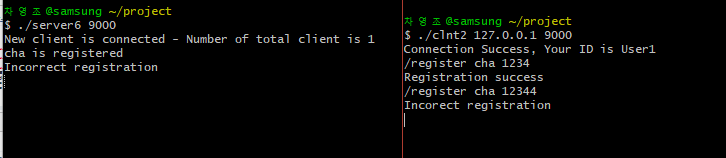 차 영 조 @samsung ~/project
$ ./server6 9000
New client is connected - Number of total client is 1
cha is registered
Incorrect registration
차 영 조 @samsung ~/project
$ ./clnt2 127.0.0.1 9000
Connection Success, Your ID is User1
/register cha 1234
Registration success
/register cha 12344
Incorect registration